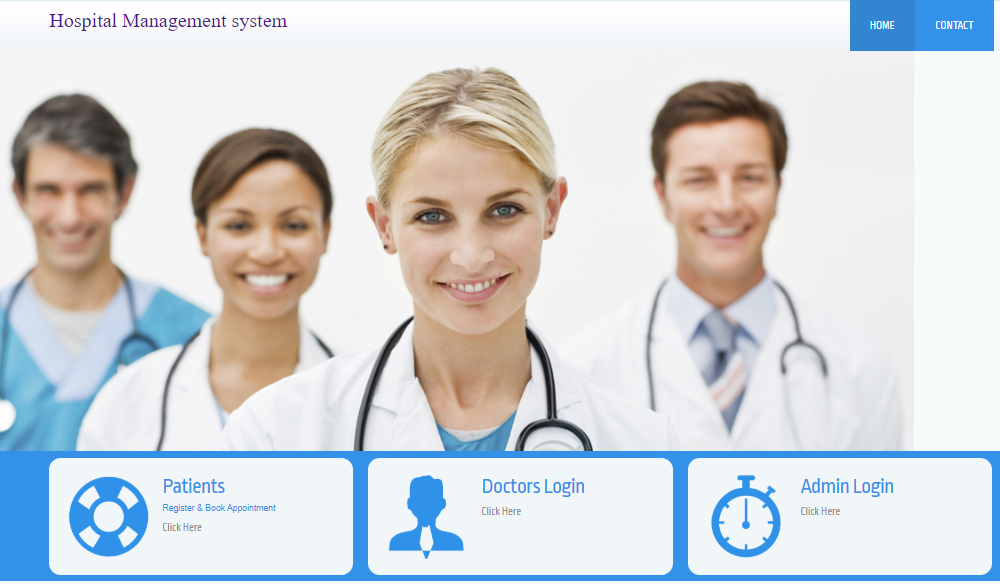 Hospital Management system
HOME
CONTACT
Patients
Register & Book Appointment
Click Here
Doctors Login
Click Here
Admin Login
Click Here